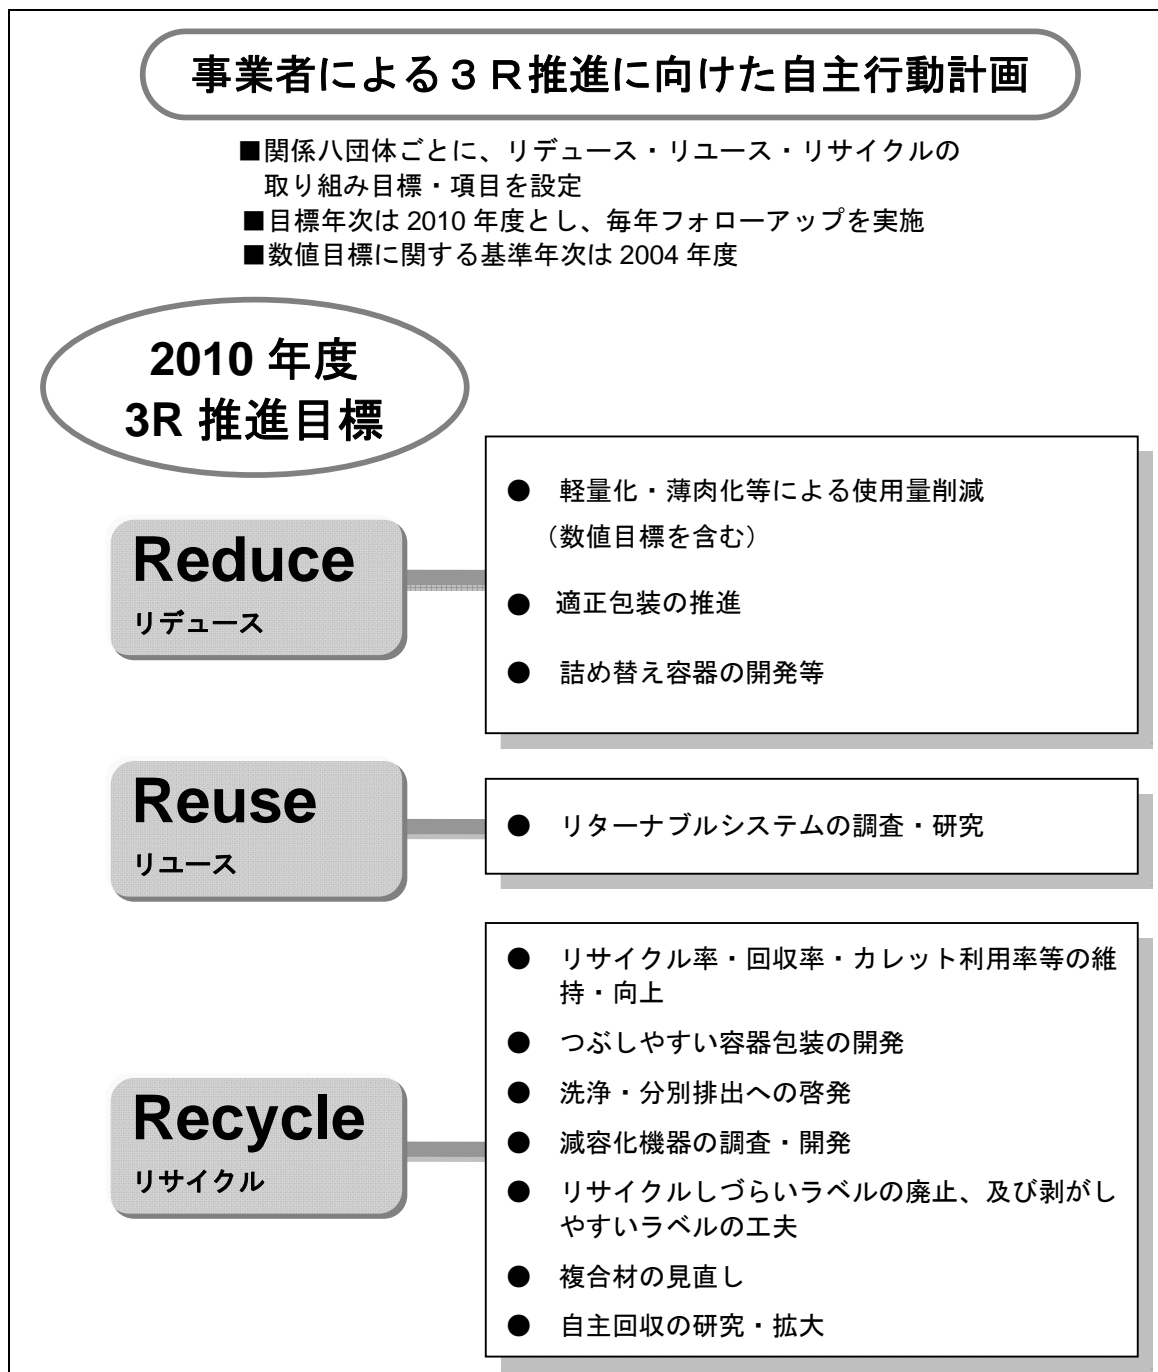 事業者による３Ｒ推進に向けた自主行動計画
■関係八団体ごとに、リデュース・リユース・リサイクルの
取り組み目標・項目を設定
■目標年次は 2010 年度とし、毎年フォローアップを実施
■数値目標に関する基準年次は 2004 年度
2010 年度
3R 推進目標
Reduce
リデュース
● 軽量化・薄肉化等による使用量削減
（数値目標を含む）
● 適正包装の推進
● 詰め替え容器の開発等
Reuse
リユース
● リターナブルシステムの調査・研究
Recycle
リサイクル
● リサイクル率・回収率・カレット利用率等の維
持・向上
● つぶしやすい容器包装の開発
● 洗浄・分別排出への啓発
● 減容化機器の調査・開発
● リサイクルしづらいラベルの廃止、及び剥がし
やすいラベルの工夫
● 複合材の見直し
● 自主回収の研究・拡大